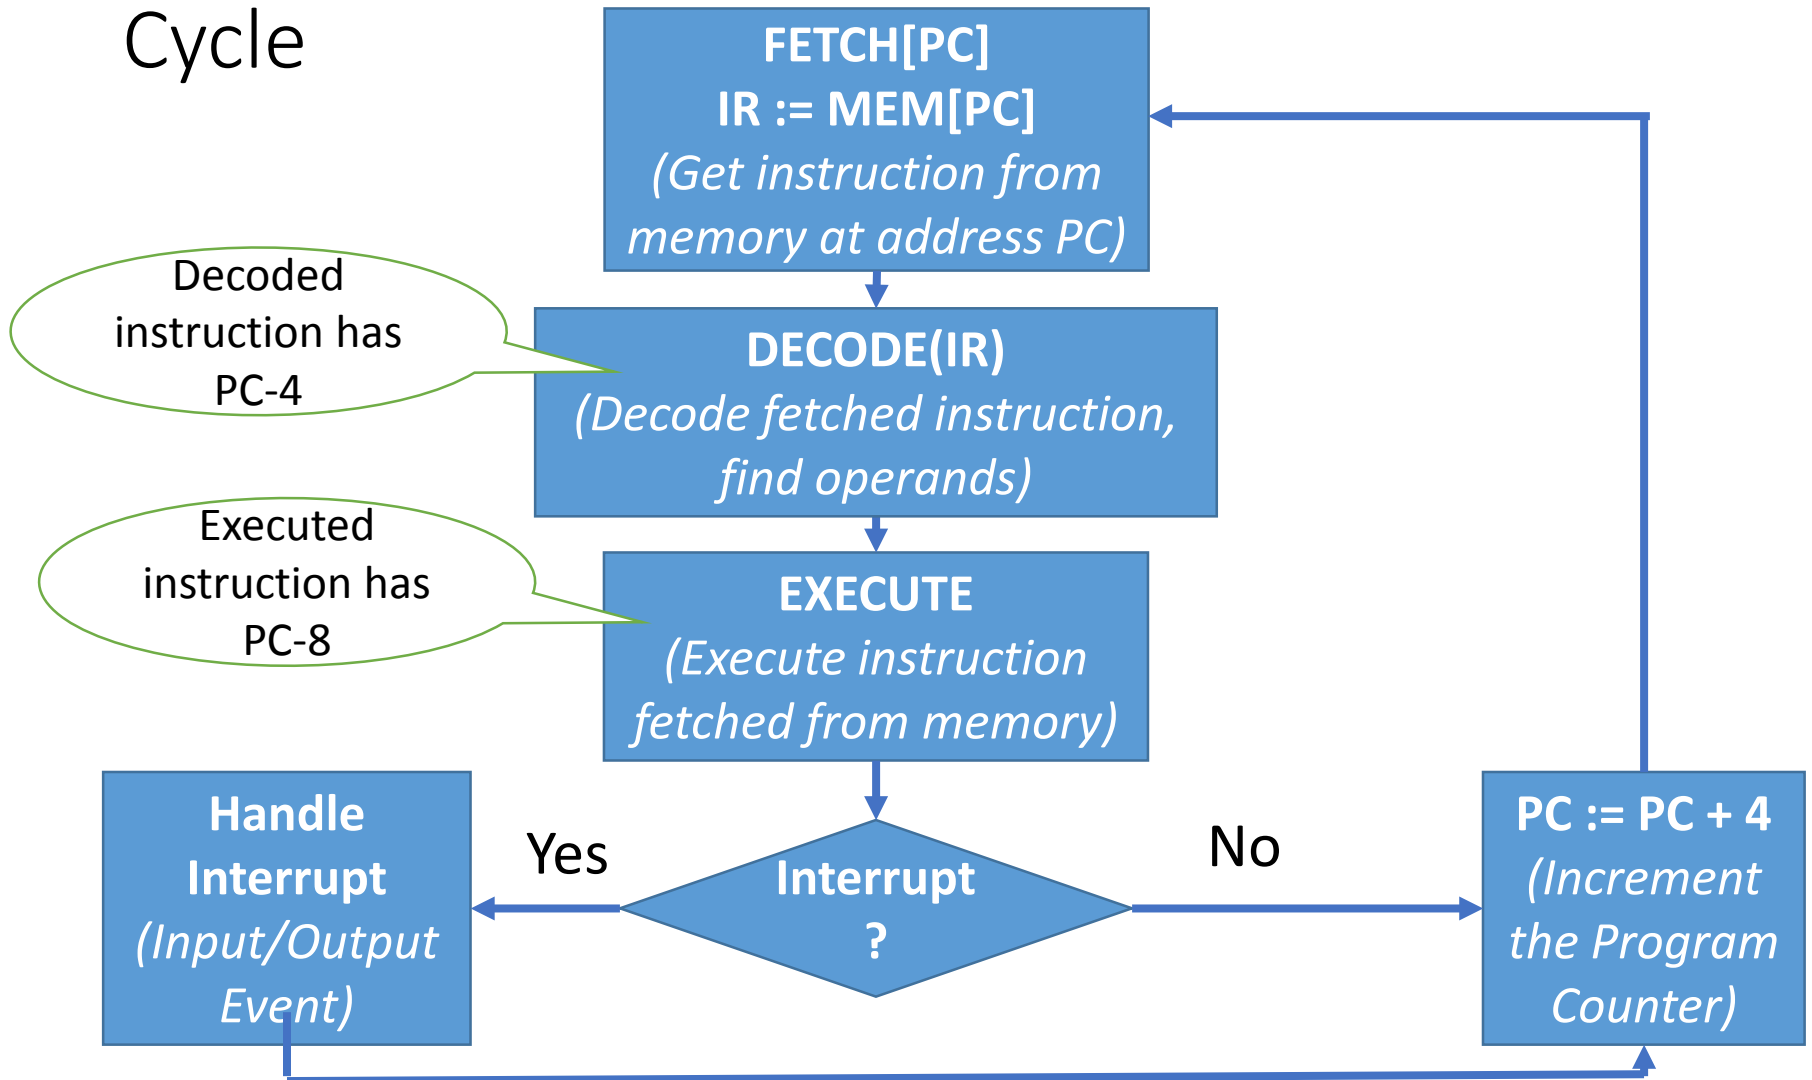 Cycle
FETCH[PC]
IR := MEM[PC]
(Get instruction from
memory at address PC)
Decoded
instruction has
PC-4
DECODE(IR)
(Decode fetched instruction,
find operands)
Executed
instruction has
PC-8
EXECUTE
(Execute instruction
fetched from memory)
Handle
Interrupt
(Input/Output
Event)
Yes
Interrupt
?
No
PC := PC + 4
(Increment
the Program
Counter)